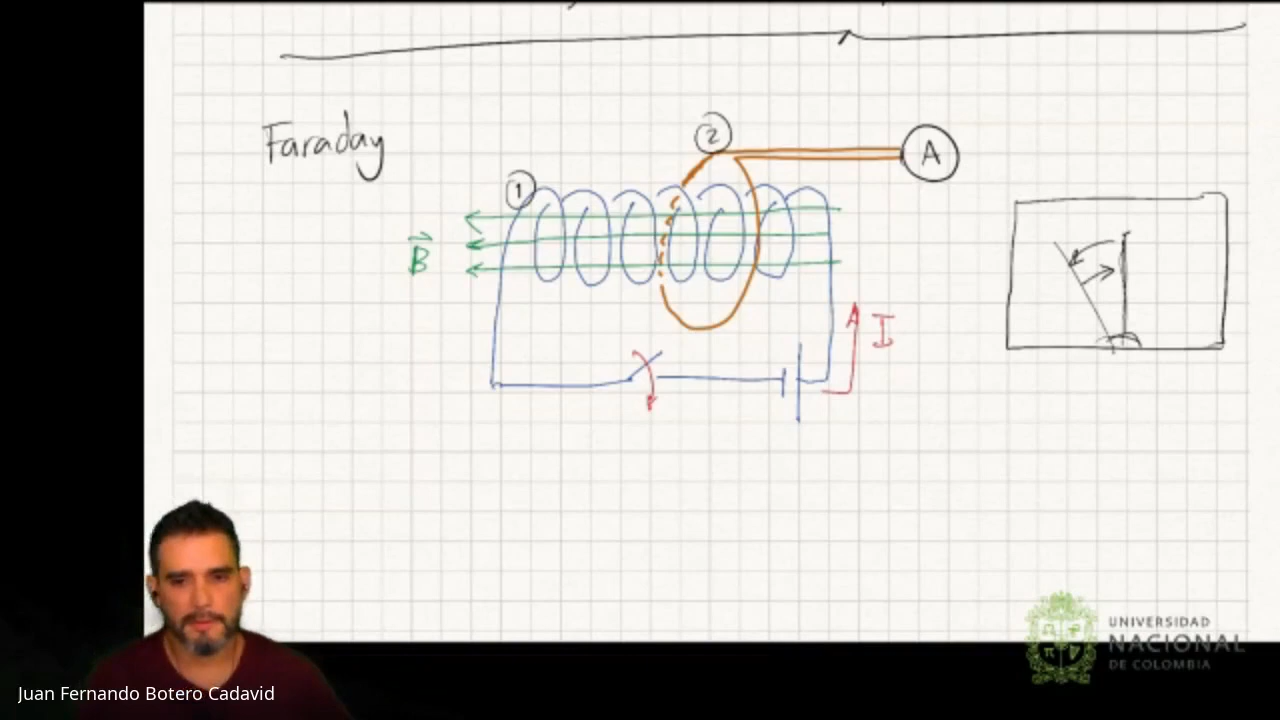 Faraday
2
A
1
B
I
UNIVERSIDAD
NACIONAL
DE COLOMBIA
Juan Fernando Botero Cadavid